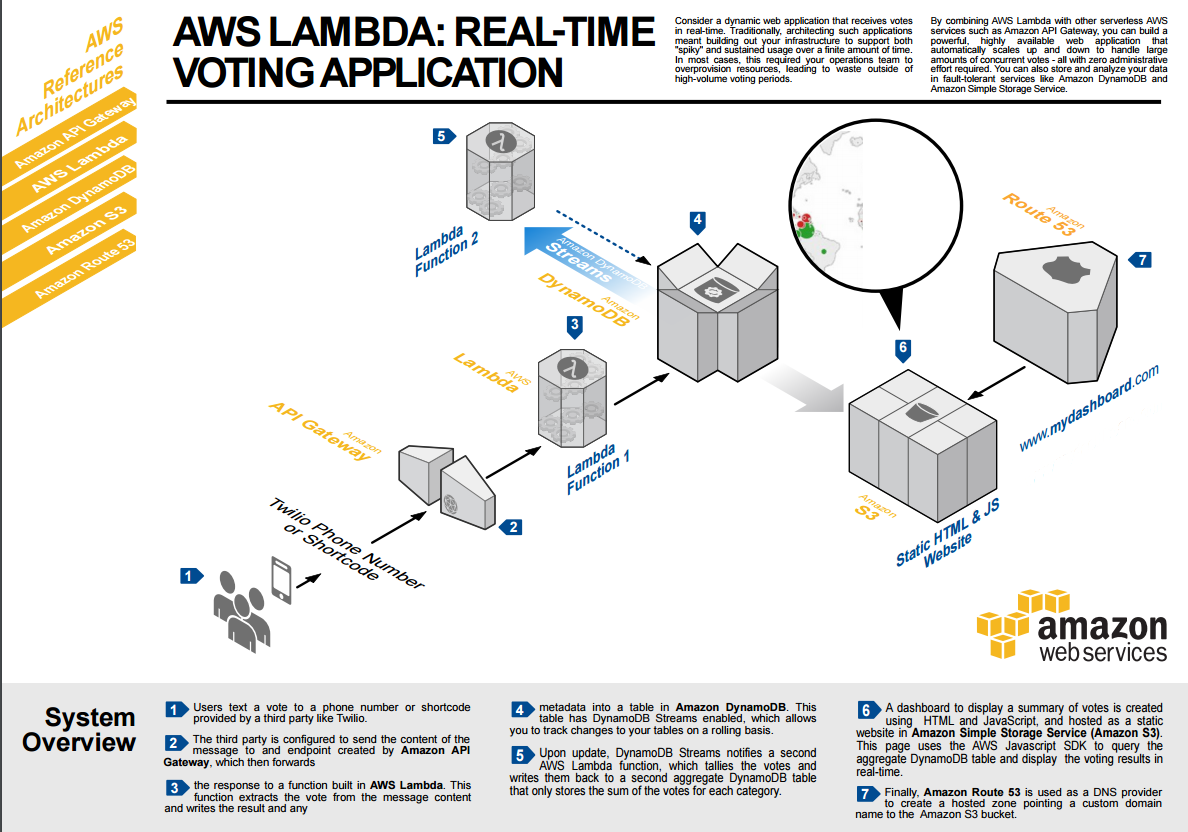 AWS
Reference
Architectures
Amazon API Gateway
AWS Lambda
Amazon DynamoDB
Amazon S3
Amazon Route 53
AWS LAMBDA: REAL-TIME
VOTING APPLICATION
Consider a dynamic web application that receives votes
in real-time. Traditionally, architecting such applications
meant building out your infrastructure to support both
"spiky" and sustained usage over a finite amount of time.
In most cases, this required your operations team to
overprovision resources, leading to waste outside of
high-volume voting periods.
By combining AWS Lambda with other serverless AWS
services such as Amazon API Gateway, you can build a
powerful, highly available web application that
automatically scales up and down to handle large
amounts of concurrent votes - all with zero administrative
effort required. You can also store and analyze your data
in fault-tolerant services like Amazon DynamoDB and
Amazon Simple Storage Service.
5
λ
Lambda
Function 2
Amazon DynamoDB
Streams
4
Amazon
DynamoDB
Amazon
Route 53
7
3
λ
AWS
Lambda
Lambda
Function 1
6
www.mydashboard.com
Amazon
API Gateway
2
Amazon
S3
Static HTML & JS
Website
Twilio Phone Number
or Shortcode
1
amazon
web services
System
Overview
1 Users text a vote to a phone number or shortcode
provided by a third party like Twilio.
2 The third party is configured to send the content of the
message to and endpoint created by Amazon API
Gateway, which then forwards
3 the response to a function built in AWS Lambda. This
function extracts the vote from the message content
and writes the result and any
4 metadata into a table in Amazon DynamoDB. This
table has DynamoDB Streams enabled, which allows
you to track changes to your tables on a rolling basis.
5 Upon update, DynamoDB Streams notifies a second
AWS Lambda function, which tallies the votes and
writes them back to a second aggregate DynamoDB table
that only stores the sum of the votes for each category.
6 A dashboard to display a summary of votes is created
using HTML and JavaScript, and hosted as a static
website in Amazon Simple Storage Service (Amazon S3).
This page uses the AWS Javascript SDK to query the
aggregate DynamoDB table and display the voting results in
real-time.
7 Finally, Amazon Route 53 is used as a DNS provider
to create a hosted zone pointing a custom domain
name to the Amazon S3 bucket.